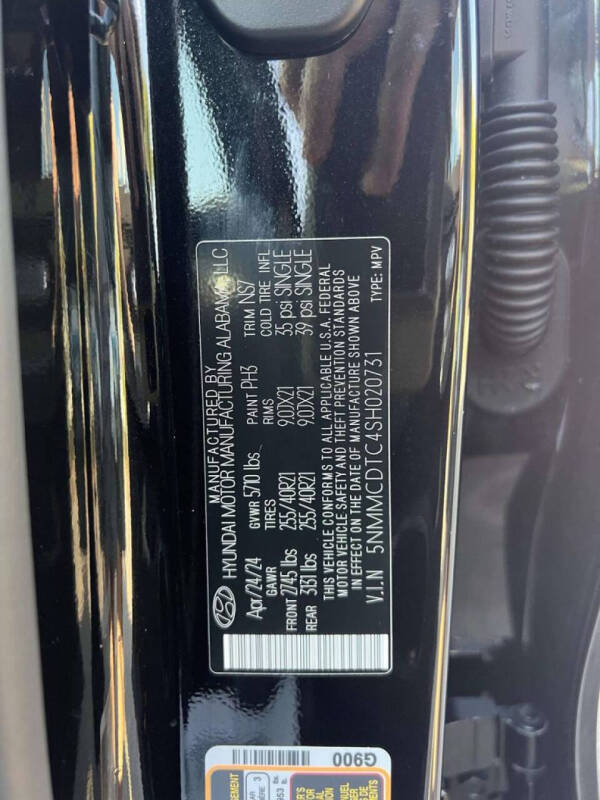 MANUFACTURED BY
HYUNDAI MOTOR MANUFACTURING ALABAMA, LLC
Apr/24/24 GVWR 5710 lbs PAINT PH3 TRIM NS7
GAWR TIRES RIMS COLD TIRE INFL
FRONT 2745 lbs 255/40R21 9.0JX21 35 psi SINGLE
REAR 3131 lbs 255/40R21 9.0JX21 39 psi SINGLE
THIS VEHICLE CONFORMS TO ALL APPLICABLE U.S.A. FEDERAL
MOTOR VEHICLE SAFETY AND THEFT PREVENTION STANDARDS
IN EFFECT ON THE DATE OF MANUFACTURE SHOWN ABOVE
V.I.N 5NMMCDTC4SH020731 TYPE: MPV
G900